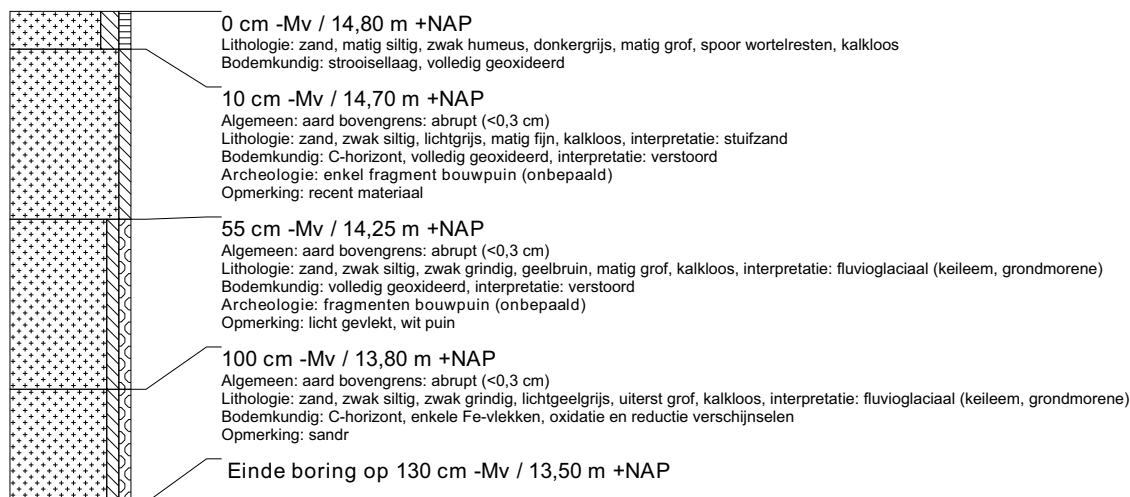 0 cm -Mv / 14,80 m +NAP
Lithologie: zand, matig siltig, zwak humeus, donkergrijs, matig grof, spoor wortelresten, kalkloos
Bodemkundig: strooisellaag, volledig geoxideerd
10 cm -Mv / 14,70 m +NAP
Algemeen: aard bovengrens: abrupt (<0,3 cm)
Lithologie: zand, zwak siltig, lichtgrijs, matig fijn, kalkloos, interpretatie: stuifzand
Bodemkundig: C-horizont, volledig geoxideerd, interpretatie: verstoord
Archeologie: enkel fragment bouwpuin (onbepaald)
Opmerking: recent materiaal
55 cm -Mv / 14,25 m +NAP
Algemeen: aard bovengrens: abrupt (<0,3 cm)
Lithologie: zand, zwak siltig, zwak grindig, geelbruin, matig grof, kalkloos, interpretatie: fluvioglaciaal (keileem, grondmorene)
Bodemkundig: volledig geoxideerd, interpretatie: verstoord
Archeologie: fragmenten bouwpuin (onbepaald)
Opmerking: licht gevlekt, wit puin
100 cm -Mv / 13,80 m +NAP
Algemeen: aard bovengrens: abrupt (<0,3 cm)
Lithologie: zand, zwak siltig, zwak grindig, lichtgeelgrijs, uiterst grof, kalkloos, interpretatie: fluvioglaciaal (keileem, grondmorene)
Bodemkundig: C-horizont, enkele Fe-vlekken, oxidatie en reductie verschijnselen
Opmerking: sandr
Einde boring op 130 cm -Mv / 13,50 m +NAP